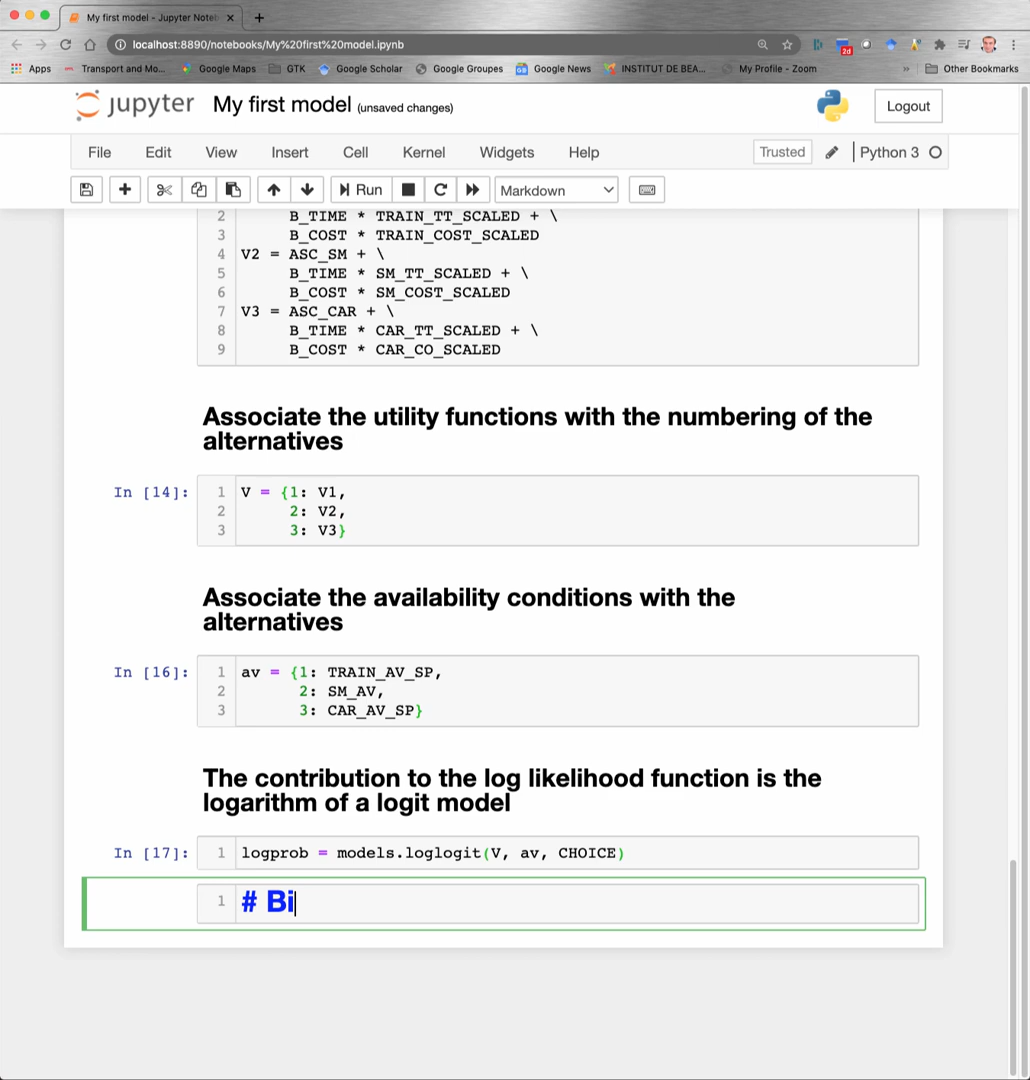 My first model - Jupyter Noteb
localhost:8890/notebooks/My%20first%20model.ipynb
2d
Apps
Transport and Mo...
Google Maps
GTK
Google Scholar
Google Groupes
Google News
INSTITUT DE BEA...
My Profile - Zoom
»
Other Bookmarks
jupyter My first model (unsaved changes)
Logout
File Edit View Insert Cell Kernel Widgets Help
Trusted
Python 3
Run
Markdown
2 B_TIME * TRAIN_TT_SCALED + \
3 B_COST * TRAIN_COST_SCALED
4 V2 = ASC_SM + \
5 B_TIME * SM_TT_SCALED + \
6 B_COST * SM_COST_SCALED
7 V3 = ASC_CAR + \
8 B_TIME * CAR_TT_SCALED + \
9 B_COST * CAR_CO_SCALED
Associate the utility functions with the numbering of the
alternatives
In [14]: 1 V = {1: V1,
2 2: V2,
3 3: V3}
Associate the availability conditions with the
alternatives
In [16]: 1 av = {1: TRAIN_AV_SP,
2 2: SM_AV,
3 3: CAR_AV_SP}
The contribution to the log likelihood function is the
logarithm of a logit model
In [17]: 1 logprob = models.loglogit(V, av, CHOICE)
1 # Bi